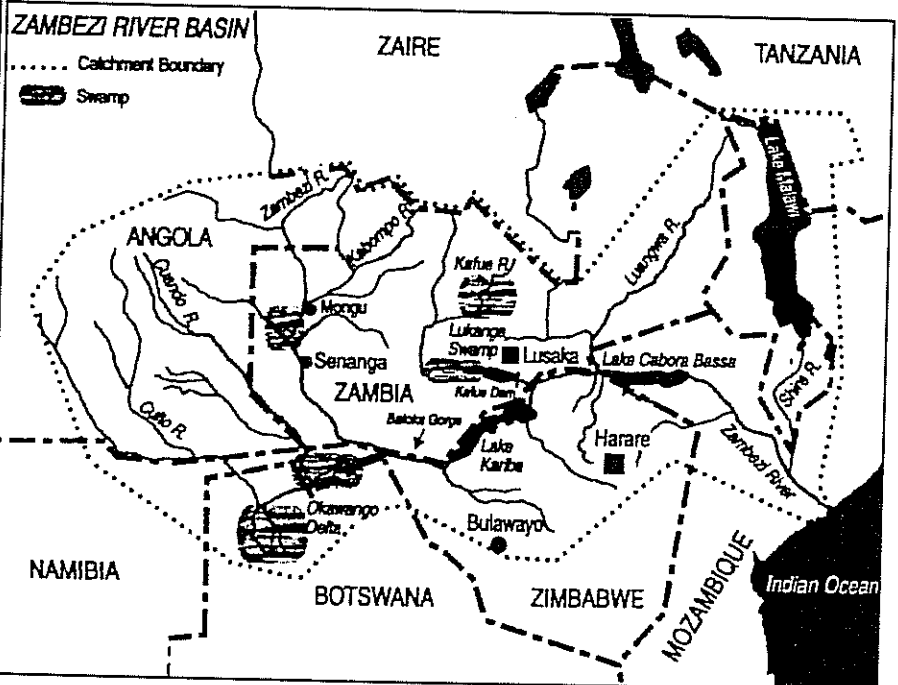 ZAMBEZI RIVER BASIN
Catchment Boundary
Swamp
ZAIRE
TANZANIA
Lake Malawi
Zambezi R.
Kabompo R.
Luangwa R.
ANGOLA
Cuando R.
Kafue R.
Mongu
Lukanga
Swamp
Lusaka
Lake Cabora Bassa
Senanga
ZAMBIA
Kafue Dam
Shire R.
Batoka Gorge
Cuito R.
Lake
Kariba
Harare
Zambezi River
Okawango
Delta
Bulawayo
NAMIBIA
BOTSWANA
ZIMBABWE
MOZAMBIQUE
Indian Ocean